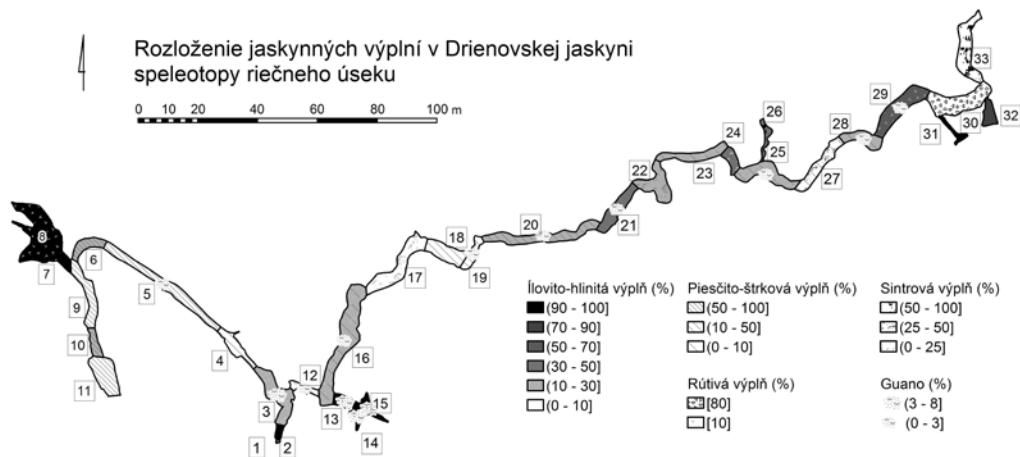 Rozloženie jaskynných výplní v Drienovskej jaskyni
speleotopy riečneho úseku
0 20 40 60 80 100 m
33
26
29
32
30
31
28
24
25
27
23
22
21
20
18
19
17
16
8
7
6
5
9
10
11
4
12
3
13
15
14
1
2
Ílovito-hlinitá výplň (%)
(90 - 100]
(70 - 90]
(50 - 70]
(30 - 50]
(10 - 30]
(0 - 10]
Piesčito-štrková výplň (%)
(50 - 100]
(10 - 50]
(0 - 10]
Rútivá výplň (%)
[80]
[10]
Sintrová výplň (%)
(50 - 100]
(25 - 50]
(0 - 25]
Guano (%)
(3 - 8]
(0 - 3]